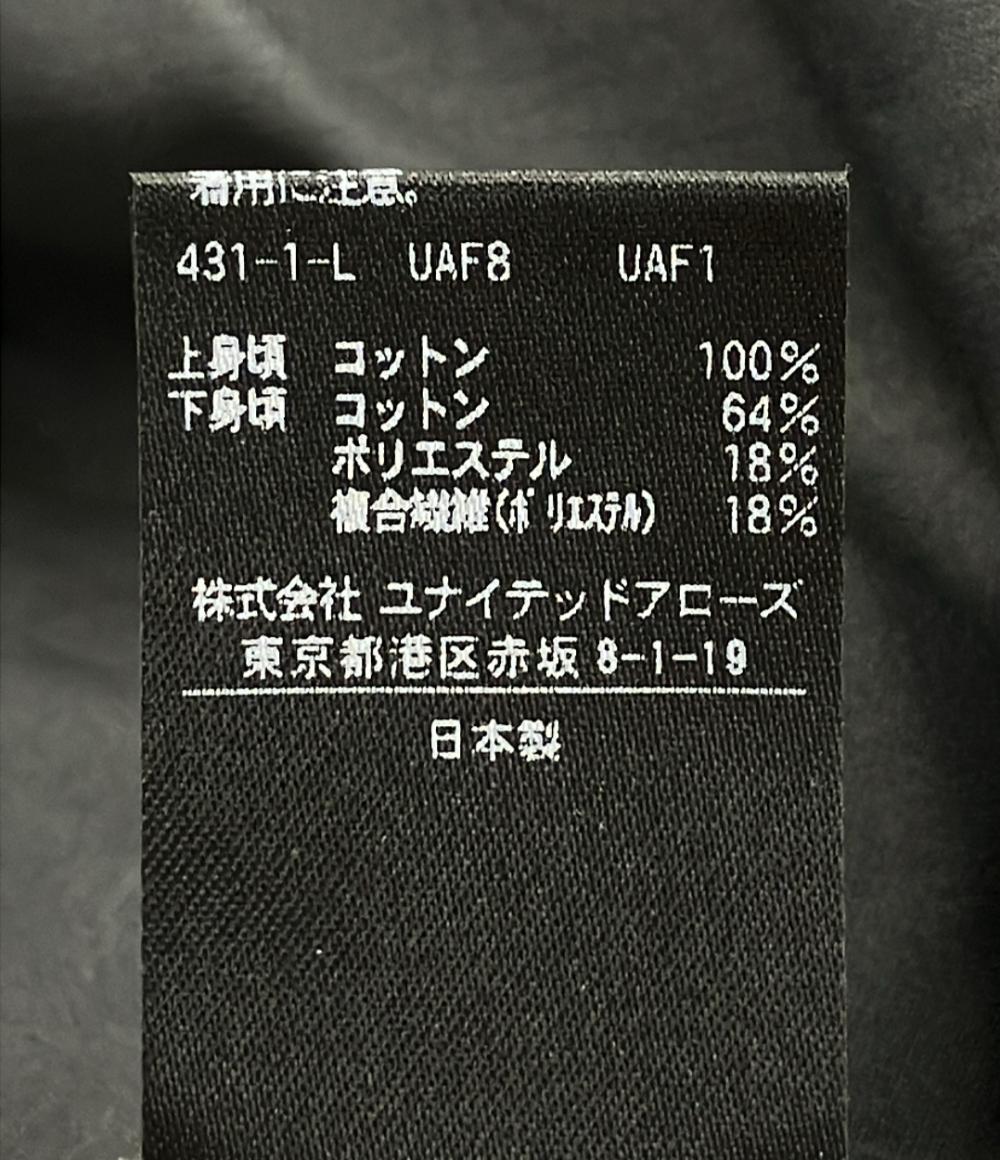 着用に注意。
431-1-L UAF8 UAF1
上身頃 コットン 100%
下身頃 コットン 64%
ポリエステル 18%
複合繊維(ポリエステル) 18%
株式会社 ユナイテッドアローズ
東京都港区赤坂 8-1-19
日本製